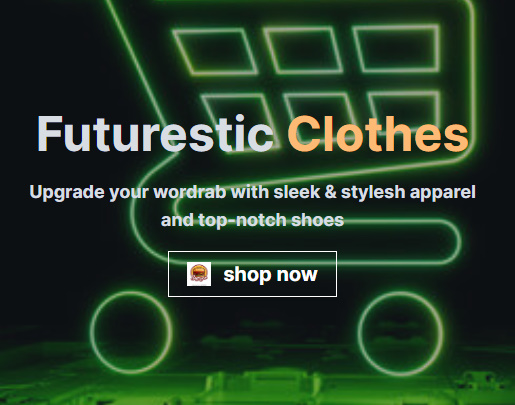 Futurestic Clothes
Upgrade your wordrab with sleek & stylesh apparel
and top-notch shoes
shop now